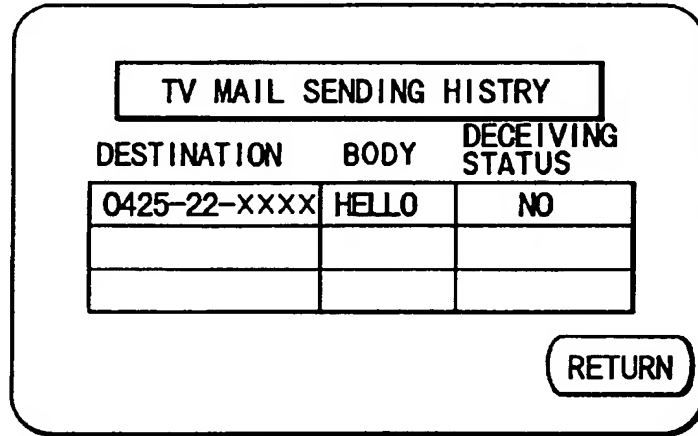 TV MAIL SENDING HISTRY
DESTINATION BODY DECEIVING STATUS
0425-22-XXXX HELLO NO
RETURN